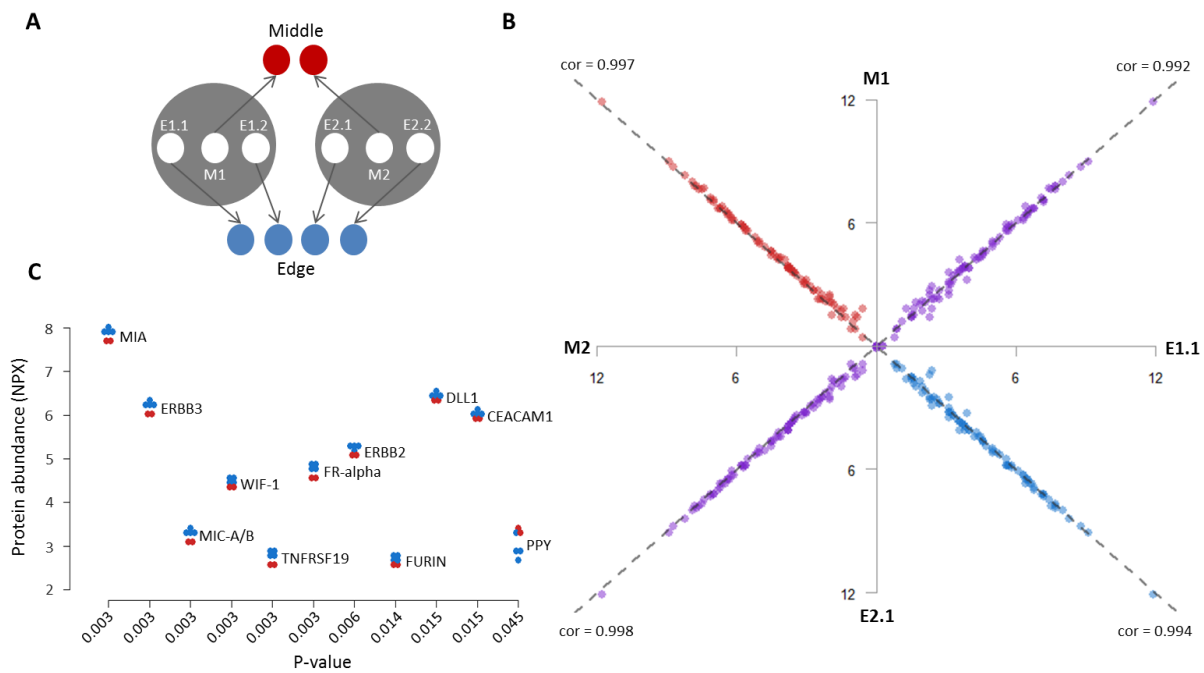 A
Middle
E1.1
E1.2
E2.1
E2.2
M1
M2
Edge
B
cor = 0.997
M1
cor = 0.992
12
6
M2
E1.1
12
6
6
12
6
12
E2.1
cor = 0.998
cor = 0.994
C
Protein abundance (NPX)
8
7
6
5
4
3
2
MIA
ERBB3
MIC-A/B
WIF-1
TNFRSF19
FR-alpha
ERBB2
FURIN
DLL1
CEACAM1
PPY
0.003
0.003
0.003
0.003
0.003
0.003
0.006
0.014
0.015
0.015
0.045
P-value